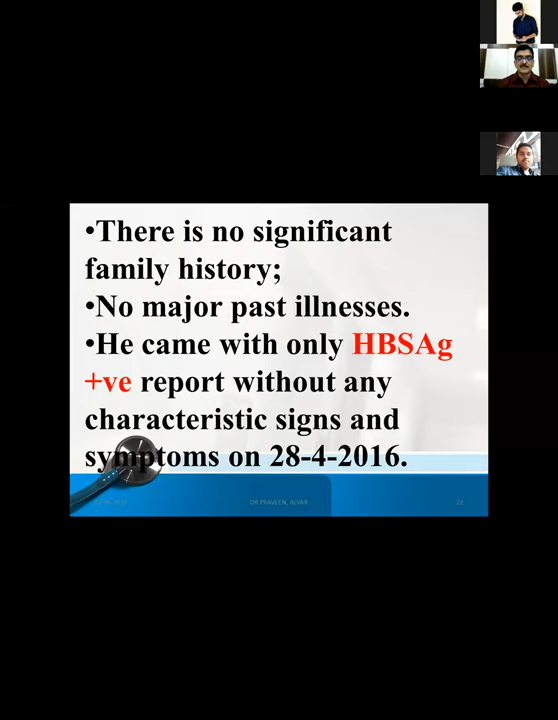 •There is no significant
family history;
•No major past illnesses.
•He came with only HBSAg
+ve report without any
characteristic signs and
symptoms on 28-4-2016.
DR.PRAVEEN, ALVAR
22